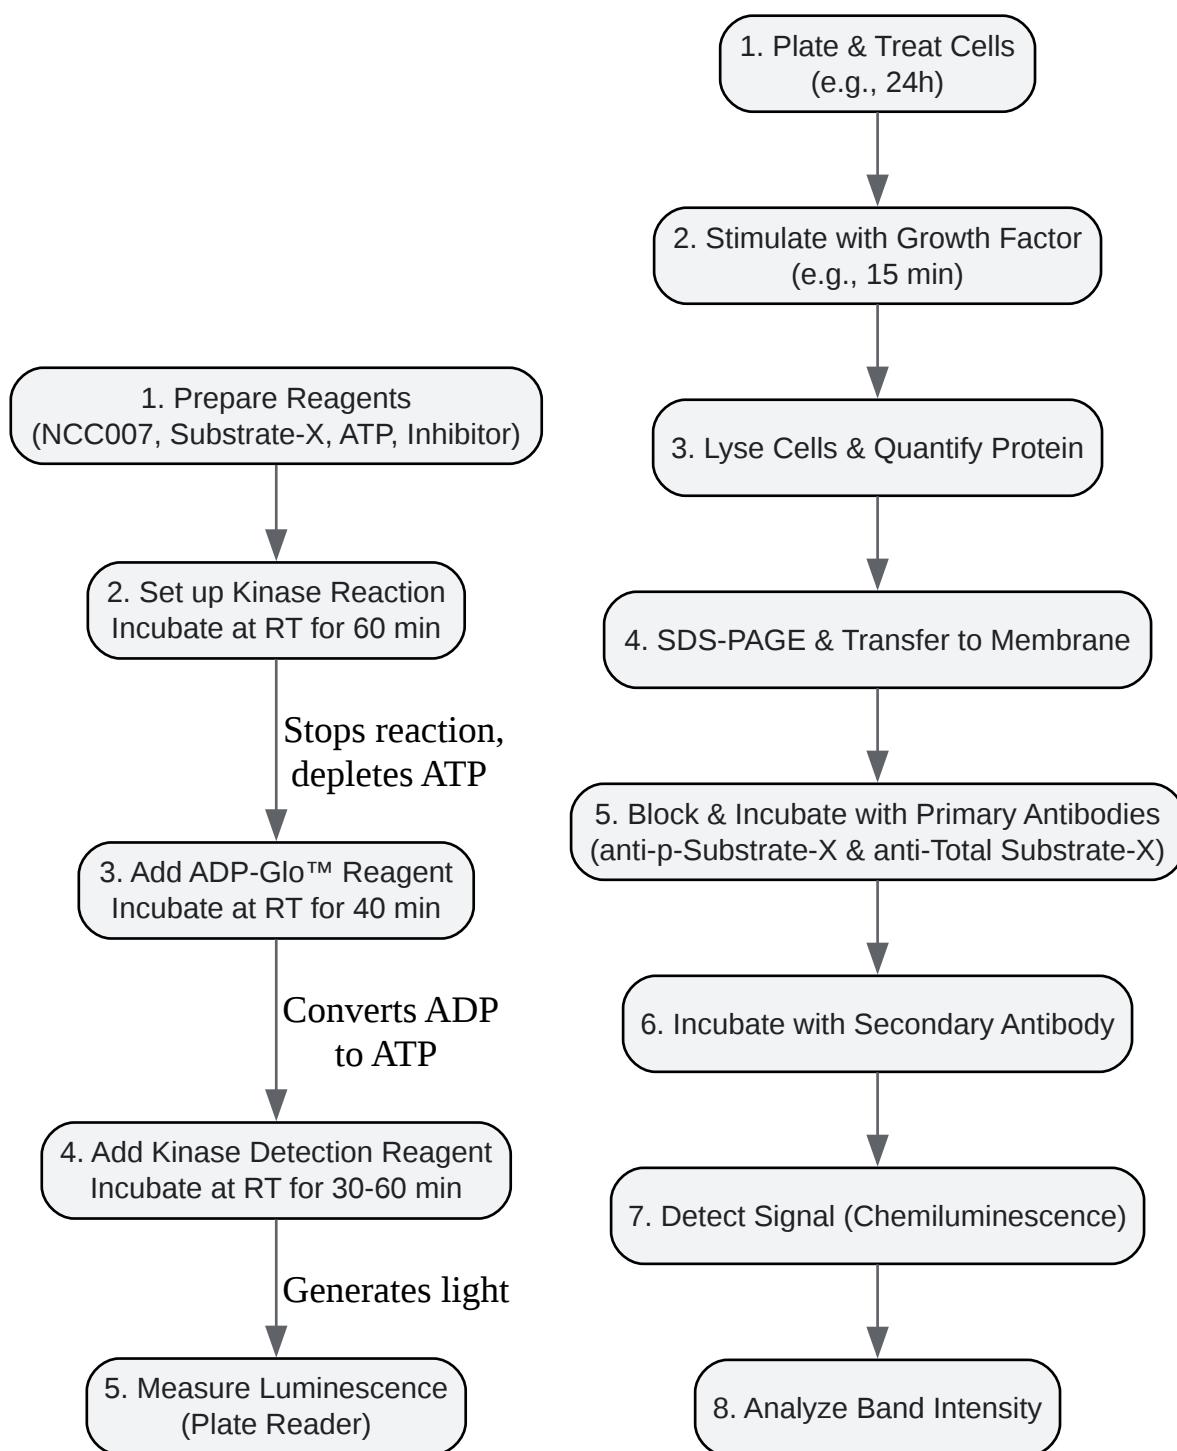 1. Prepare Reagents
(NCC007, Substrate-X, ATP, Inhibitor)
2. Set up Kinase Reaction
Incubate at RT for 60 min
Stops reaction,
depletes ATP
3. Add ADP-Glo™ Reagent
Incubate at RT for 40 min
Converts ADP
to ATP
4. Add Kinase Detection Reagent
Incubate at RT for 30-60 min
Generates light
5. Measure Luminescence
(Plate Reader)
1. Plate & Treat Cells
(e.g., 24h)
2. Stimulate with Growth Factor
(e.g., 15 min)
3. Lyse Cells & Quantify Protein
4. SDS-PAGE & Transfer to Membrane
5. Block & Incubate with Primary Antibodies
(anti-p-Substrate-X & anti-Total Substrate-X)
6. Incubate with Secondary Antibody
7. Detect Signal (Chemiluminescence)
8. Analyze Band Intensity